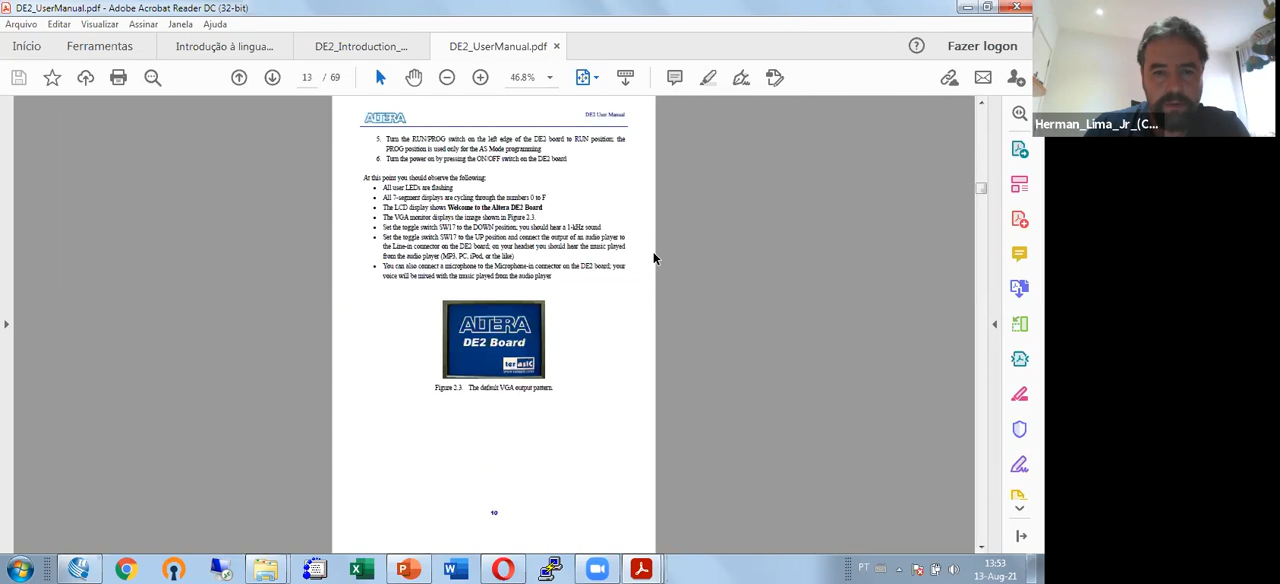 DE2_UserManual.pdf - Adobe Acrobat Reader DC (32-bit)
Arquivo Editar Visualizar Assinar Janela Ajuda
Início Ferramentas Introdução à lingua... DE2_Introduction_... DE2_UserManual.pdf × Fazer logon
13 / 69 46.8%
Herman_Lima_Jr_(C...
ALTERA DE2 User Manual
5. Turn the RUN/PROG switch on the left edge of the DE2 board to RUN position; the
PROG position is used only for the AS Mode programming
6. Turn the power on by pressing the ON/OFF switch on the DE2 board
At this point you should observe the following:
• All user LEDs are flashing
• All 7-segment displays are cycling through the numbers 0 to F
• The LCD display shows Welcome to the Altera DE2 Board
• The VGA monitor displays the image shown in Figure 2.3.
• Set the toggle switch SW17 to the DOWN position; you should hear a 1-kHz sound
• Set the toggle switch SW17 to the UP position and connect the output of an audio player to
the Line-in connector on the DE2 board; on your headset you should hear the music played
from the audio player (MP3, PC, iPod, or the like)
• You can also connect a microphone to the Microphone-in connector on the DE2 board; your
voice will be mixed with the music played from the audio player
ALTERA
DE2 Board
terasIC
Figure 2.3. The default VGA output pattern.
10
PT 13:53
13-Aug-21